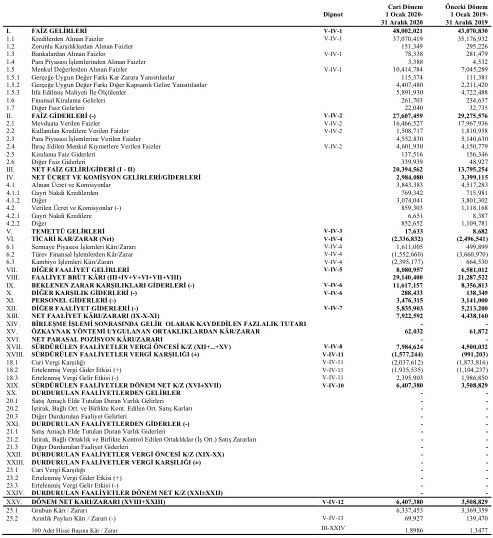 Cari Dönem Önceki Dönem
Dipnot 1 Ocak 2020- 1 Ocak 2019-
31 Aralık 2020 31 Aralık 2019
I. FAİZ GELİRLERİ V-IV-1 48,002,021 43,070,830
1.1 Kredilerden Alınan Faizler V-IV-1 37,070,419 35,176,932
1.2 Zorunlu Karşılıklardan Alınan Faizler 151,349 295,226
1.3 Bankalardan Alınan Faizler V-IV-1 78,338 281,479
1.4 Para Piyasası İşlemlerinden Alınan Faizler 3,388 4,532
1.5 Menkul Değerlerden Alınan Faizler V-IV-1 10,414,784 7,045,289
1.5.1 Gerçeğe Uygun Değer Farkı Kar Zarara Yansıtılanlar 115,374 111,381
1.5.2 Gerçeğe Uygun Değer Farkı Diğer Kapsamlı Gelire Yansıtılanlar 4,407,480 2,211,420
1.5.3 İtfa Edilmiş Maliyeti İle Ölçülenler 5,891,930 4,722,488
1.6 Finansal Kiralama Gelirleri 261,703 234,637
1.7 Diğer Faiz Gelirleri 22,040 32,735
II. FAİZ GİDERLERİ (-) V-IV-2 27,607,459 29,275,576
2.1 Mevduata Verilen Faizler V-IV-2 16,466,527 17,967,936
2.2 Kullanılan Kredilere Verilen Faizler V-IV-2 1,508,717 1,810,958
2.3 Para Piyasası İşlemlerine Verilen Faizler 4,552,830 5,140,630
2.4 İhraç Edilen Menkul Kıymetlere Verilen Faizler V-IV-2 4,601,930 4,150,779
2.5 Kiralama Faiz Giderleri 137,516 156,346
2.6 Diğer Faiz Giderleri 339,939 48,927
III. NET FAİZ GELİRİ/GİDERİ (I - II) 20,394,562 13,795,254
IV. NET ÜCRET VE KOMİSYON GELİRLERİ/GİDERLERİ 2,984,080 3,399,115
4.1 Alınan Ücret ve Komisyonlar 3,843,383 4,517,283
4.1.1 Gayri Nakdi Kredilerden 769,342 715,981
4.1.2 Diğer 3,074,041 3,801,302
4.2 Verilen Ücret ve Komisyonlar (-) 859,303 1,118,168
4.2.1 Gayri Nakdi Kredilere 6,651 8,387
4.2.2 Diğer 852,652 1,109,781
V. TEMETTÜ GELİRLERİ V-IV-3 17,633 8,682
VI. TİCARİ KAR/ZARAR (Net) V-IV-4 (2,336,832) (2,496,541)
6.1 Sermaye Piyasası İşlemleri Kârı/Zararı V-IV-4 1,611,005 499,899
6.2 Türev Finansal İşlemlerden Kâr/Zarar V-IV-4 (1,552,660) (3,660,970)
6.3 Kambiyo İşlemleri Kârı/Zararı V-IV-4 (2,395,177) 664,530
VII. DİĞER FAALİYET GELİRLERİ V-IV-5 8,080,957 6,581,012
VIII. FAALİYET BRÜT KÂRI (III+IV+V+VI+VII+VIII) 29,140,400 21,287,522
IX. BEKLENEN ZARAR KARŞILIKLARI GİDERLERİ (-) V-IV-6 11,617,157 8,356,813
X. DİĞER KARŞILIK GİDERLERİ (-) V-IV-6 288,433 138,349
XI. PERSONEL GİDERLERİ (-) 3,476,315 3,141,000
XII. DİĞER FAALİYET GİDERLERİ (-) V-IV-7 5,835,903 5,213,200
XIII. NET FAALİYET KÂRI/ZARARI (IX-X-XI) 7,922,592 4,438,160
XIV. BİRLEŞME İŞLEMİ SONRASINDA GELİR OLARAK KAYDEDİLEN FAZLALIK TUTARI - -
XV. ÖZKAYNAK YÖNTEMİ UYGULANAN ORTAKLIKLARDAN KÂR/ZARAR 62,032 61,872
XVI. NET PARASAL POZİSYON KÂRI/ZARARI - -
XVII. SÜRDÜRÜLEN FAALİYETLER VERGİ ÖNCESİ K/Z (XII+...+XV) V-IV-8 7,984,624 4,500,032
XVIII. SÜRDÜRÜLEN FAALİYETLER VERGİ KARŞILIĞI (±) V-IV-11 (1,577,244) (991,203)
18.1 Cari Vergi Karşılığı V-IV-11 (2,037,612) (1,873,816)
18.2 Ertelenmiş Vergi Gider Etkisi (+) V-IV-11 (1,935,535) (1,104,237)
18.3 Ertelenmiş Vergi Gelir Etkisi (-) V-IV-11 2,395,903 1,986,850
XIX. SÜRDÜRÜLEN FAALİYETLER DÖNEM NET K/Z (XVI±XVII) V-IV-10 6,407,380 3,508,829
XX. DURDURULAN FAALİYETLERDEN GELİRLER - -
20.1 Satış Amaçlı Elde Tutulan Duran Varlık Gelirleri - -
20.2 İştirak, Bağlı Ort. ve Birlikte Kont. Edilen Ort. Satış Karları - -
20.3 Diğer Durdurulan Faaliyet Gelirleri - -
XXI. DURDURULAN FAALİYETLERDEN GİDERLER (-) - -
21.1 Satış Amaçlı Elde Tutulan Duran Varlık Giderleri - -
21.2 İştirak, Bağlı Ortaklık ve Birlikte Kontrol Edilen Ortaklıklar (İş Ort.) Satış Zararları - -
21.3 Diğer Durdurulan Faaliyet Giderleri - -
XXII. DURDURULAN FAALİYETLER VERGİ ÖNCESİ K/Z (XIX-XX) - -
XXIII. DURDURULAN FAALİYETLER VERGİ KARŞILIĞI (±) - -
23.1 Cari Vergi Karşılığı - -
23.2 Ertelenmiş Vergi Gider Etkisi (+) - -
23.3 Ertelenmiş Vergi Gelir Etkisi (-) - -
XXIV. DURDURULAN FAALİYETLER DÖNEM NET K/Z (XXI±XXII) - -
XXV. DÖNEM NET KARI/ZARARI (XVIII+XXIII) V-IV-12 6,407,380 3,508,829
25.1 Grubun Kârı / Zararı 6,337,453 3,369,359
25.2 Azınlık Payları Kârı / Zararı (-) V-IV-13 69,927 139,470
100 Adet Hisse Başına Kâr / Zarar III-XXIV 1.8986 1.3477